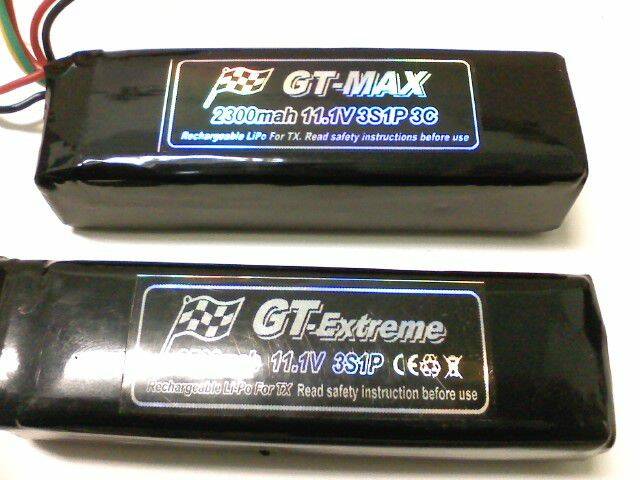 GT-MAX
2300mah 11.1V 3S1P 3C
Rechargeable LiPo For TX. Read safety instructions before use
GT-Extreme
11.1V 3S1P CE
Rechargeable Li-Po For TX Read safety instruction before use